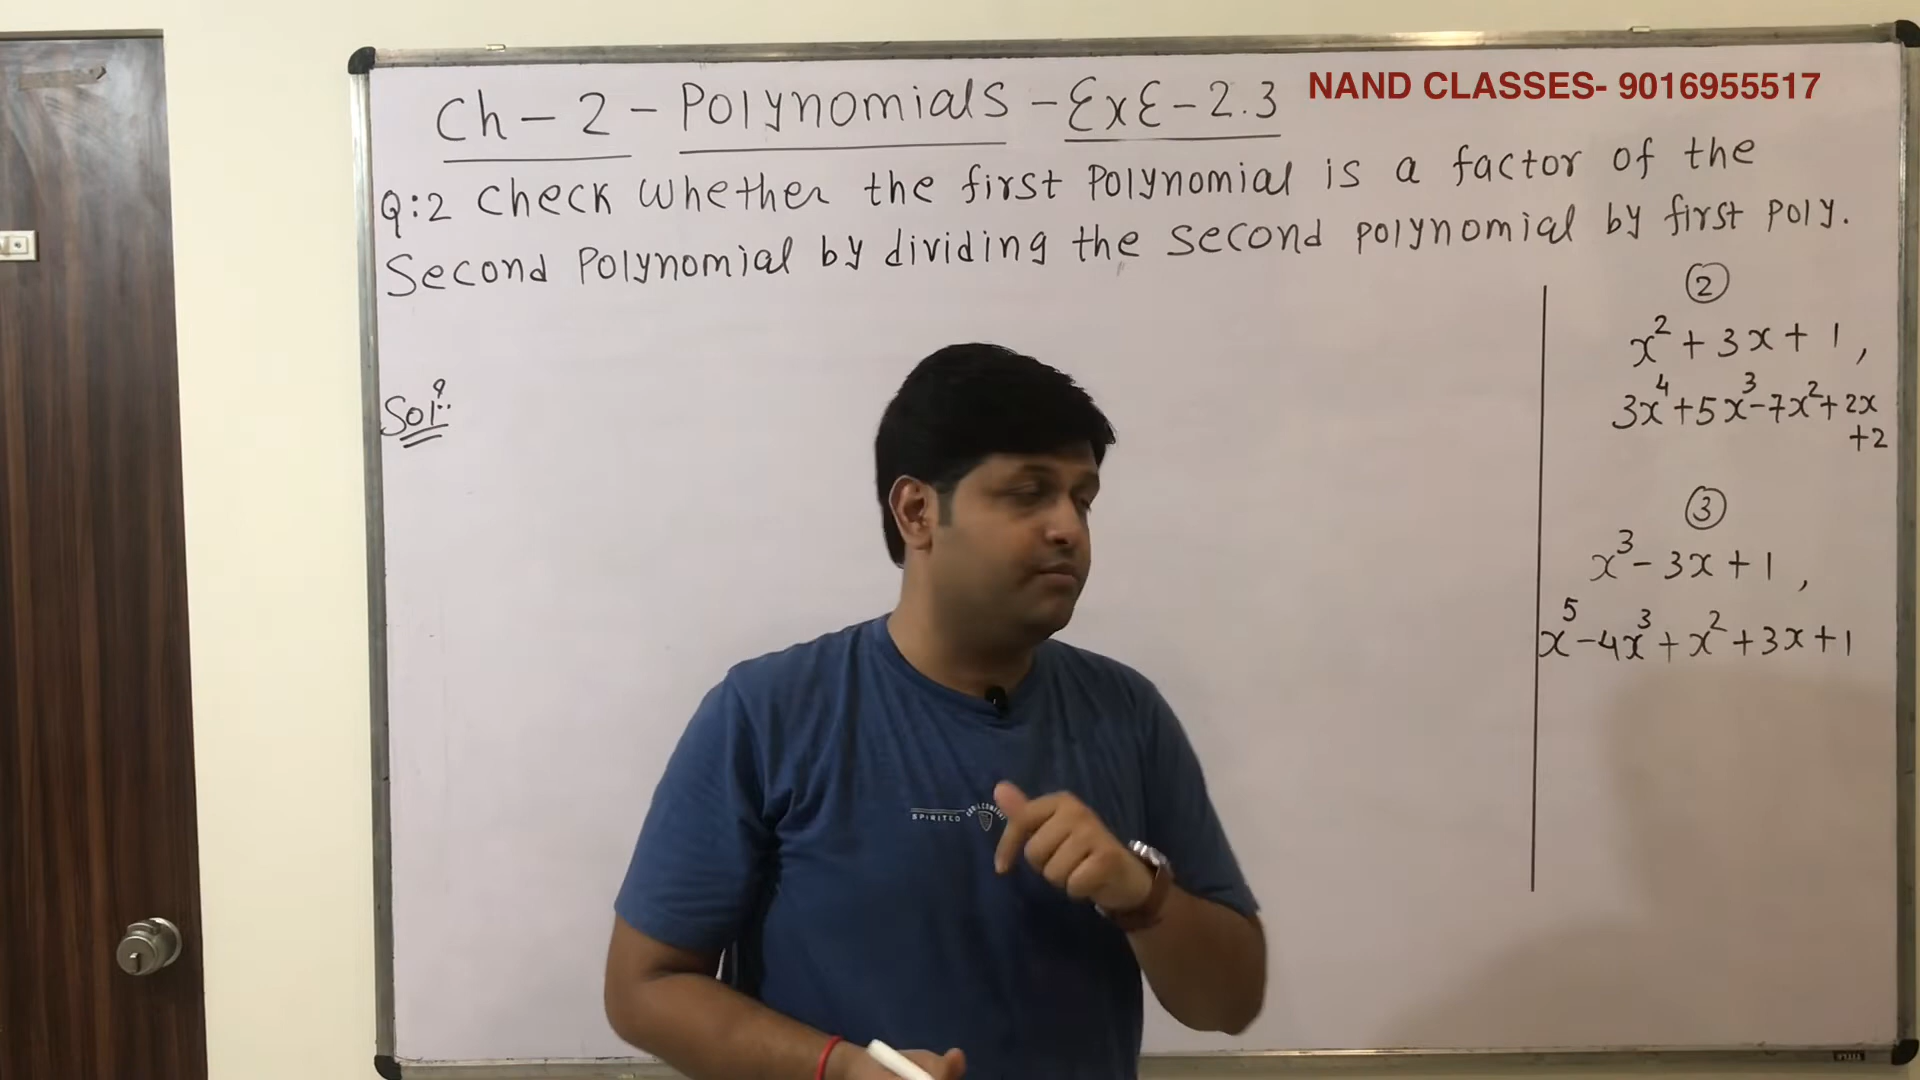 Ch - 2 - Polynomials - ExE - 2.3
NAND CLASSES- 9016955517
Q:2 Check whether the first Polynomial is a factor of the
Second Polynomial by dividing the second polynomial by first poly.
Sol:
②
x² + 3x + 1,
3x⁴ + 5x³ - 7x² + 2x
+2
③
x³ - 3x + 1,
x⁵ - 4x³ + x² + 3x + 1
SPIRITED